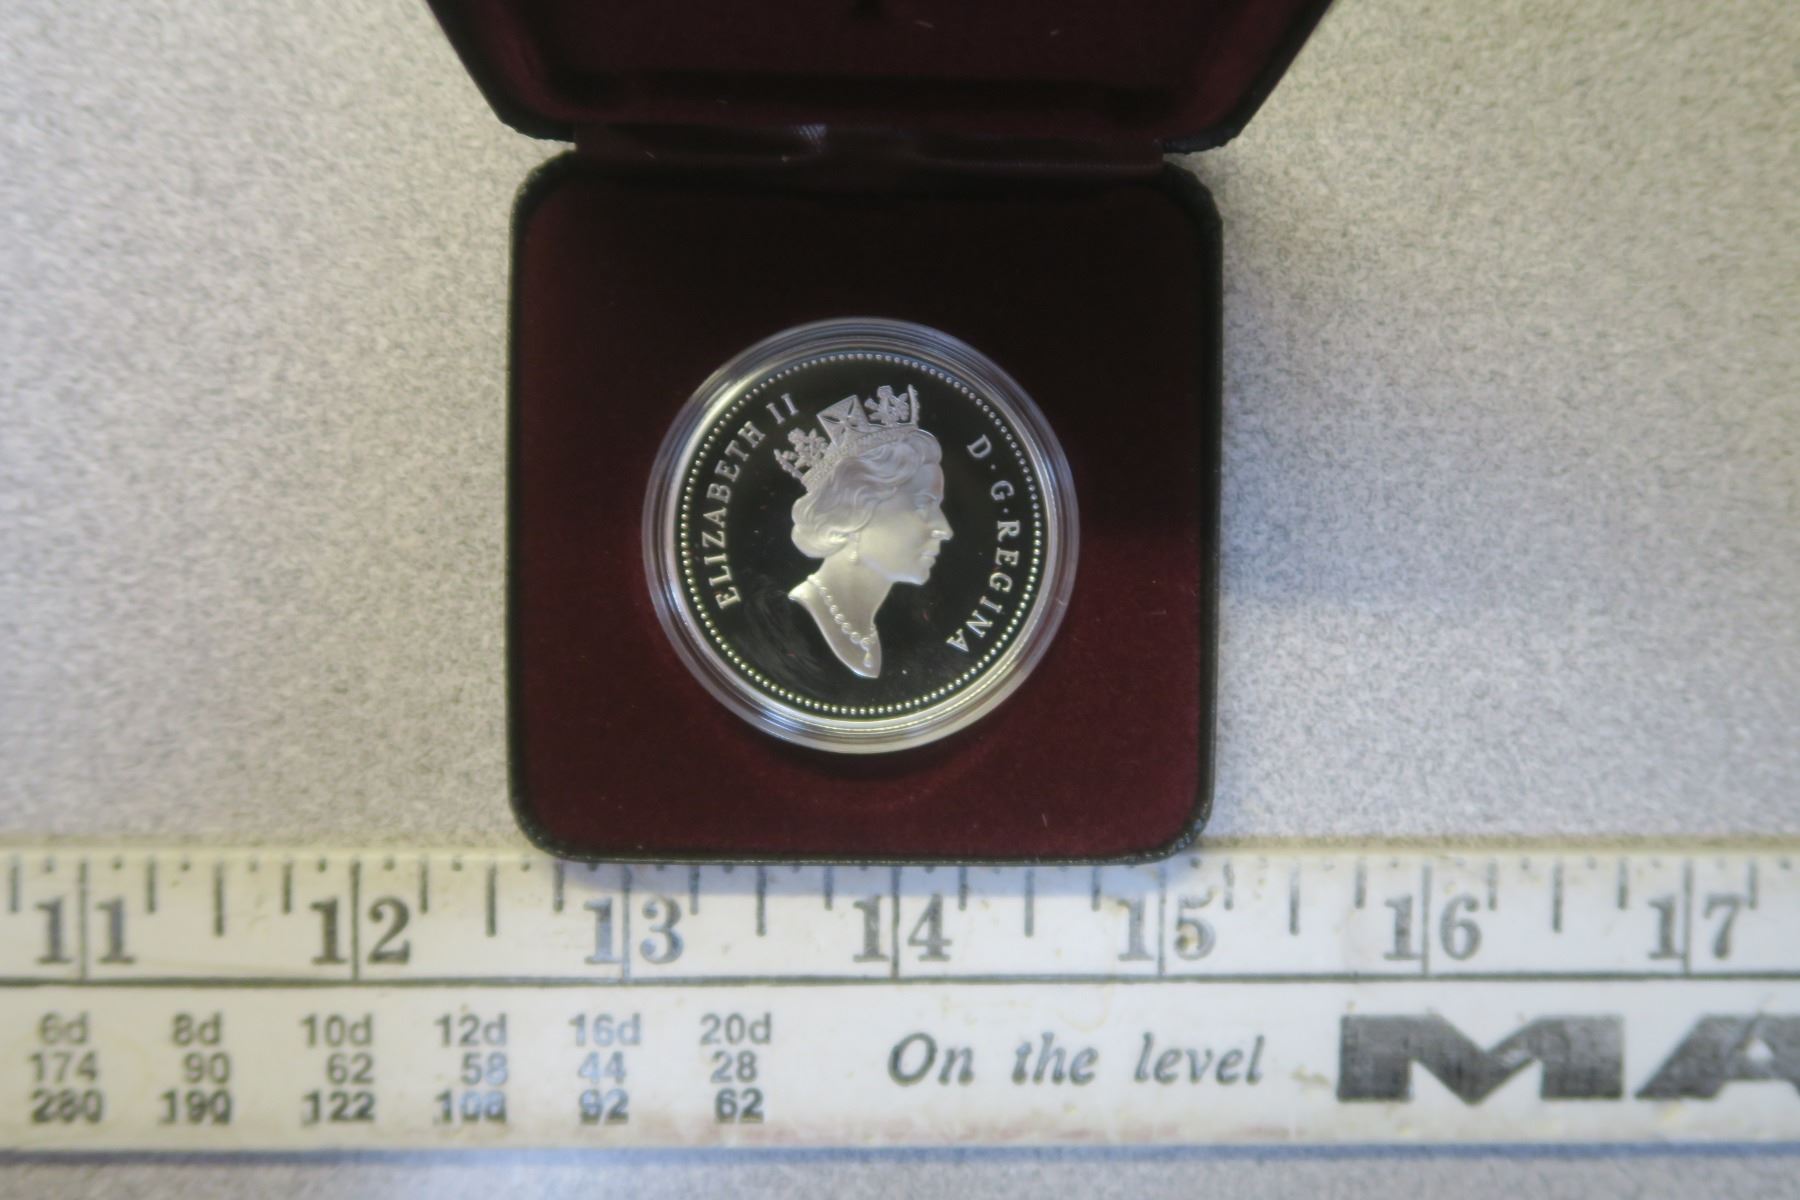 ELIZABETH II D·G·REGINA
11 12 13 14 15 16 17
6d 8d 10d 12d 16d 20d
174 90 62 58 44 28
280 190 122 108 92 62
On the level
MA